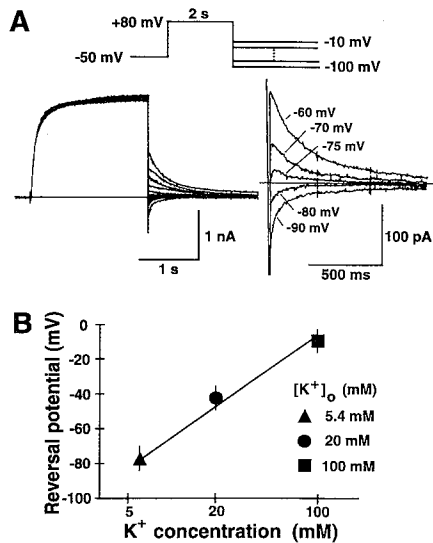 A
+80 mV
2 s
-50 mV
-10 mV
-100 mV
-60 mV
-70 mV
-75 mV
-80 mV
-90 mV
1 nA
1 s
100 pA
500 ms
B
Reversal potential (mV)
0
-20
-40
-60
-80
-100
[K+]o (mM)
5.4 mM
20 mM
100 mM
5 20 100
K+ concentration (mM)